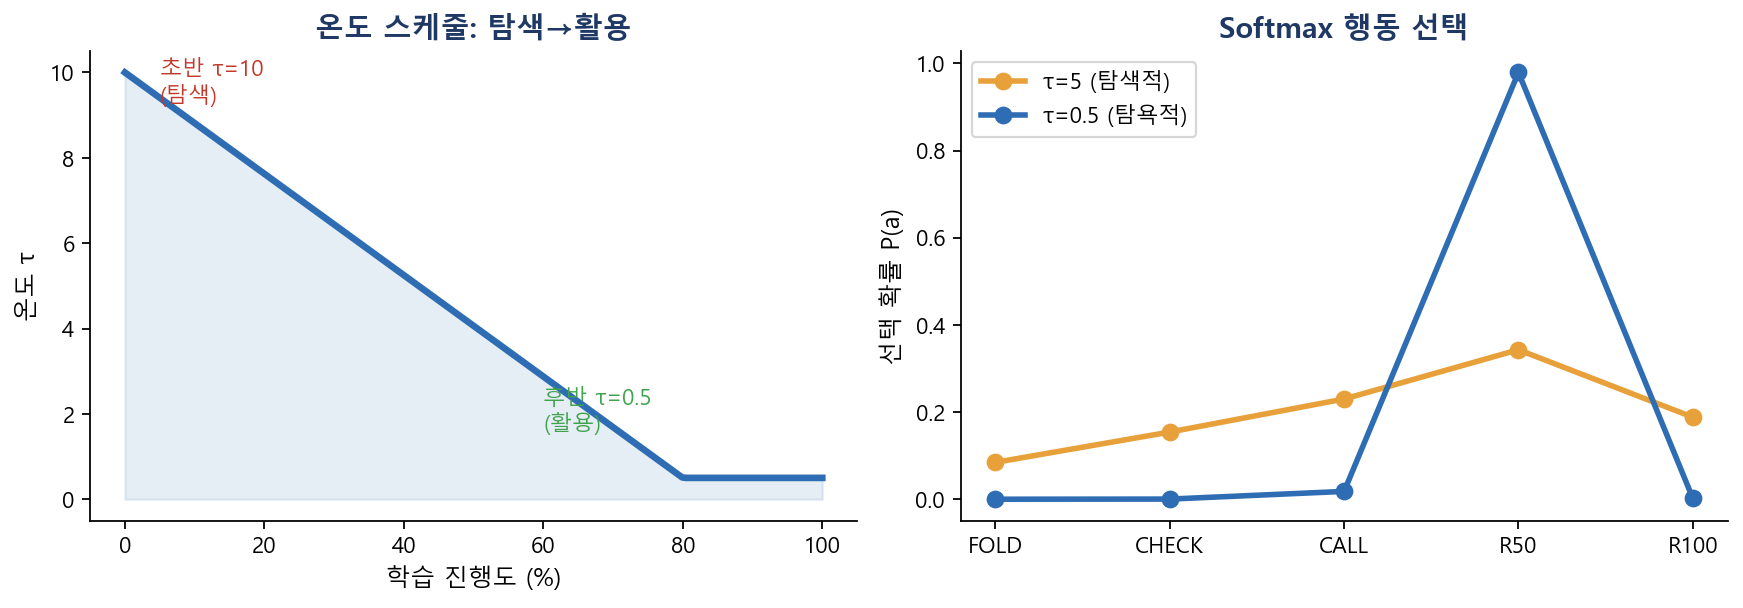 온도 스케줄: 탐색→활용
초반 τ=10
(탐색)
후반 τ=0.5
(활용)
온도 τ
10
8
6
4
2
0
0 20 40 60 80 100
학습 진행도 (%)
Softmax 행동 선택
τ=5 (탐색적)
τ=0.5 (탐욕적)
선택 확률 P(a)
1.0
0.8
0.6
0.4
0.2
0.0
FOLD CHECK CALL R50 R100